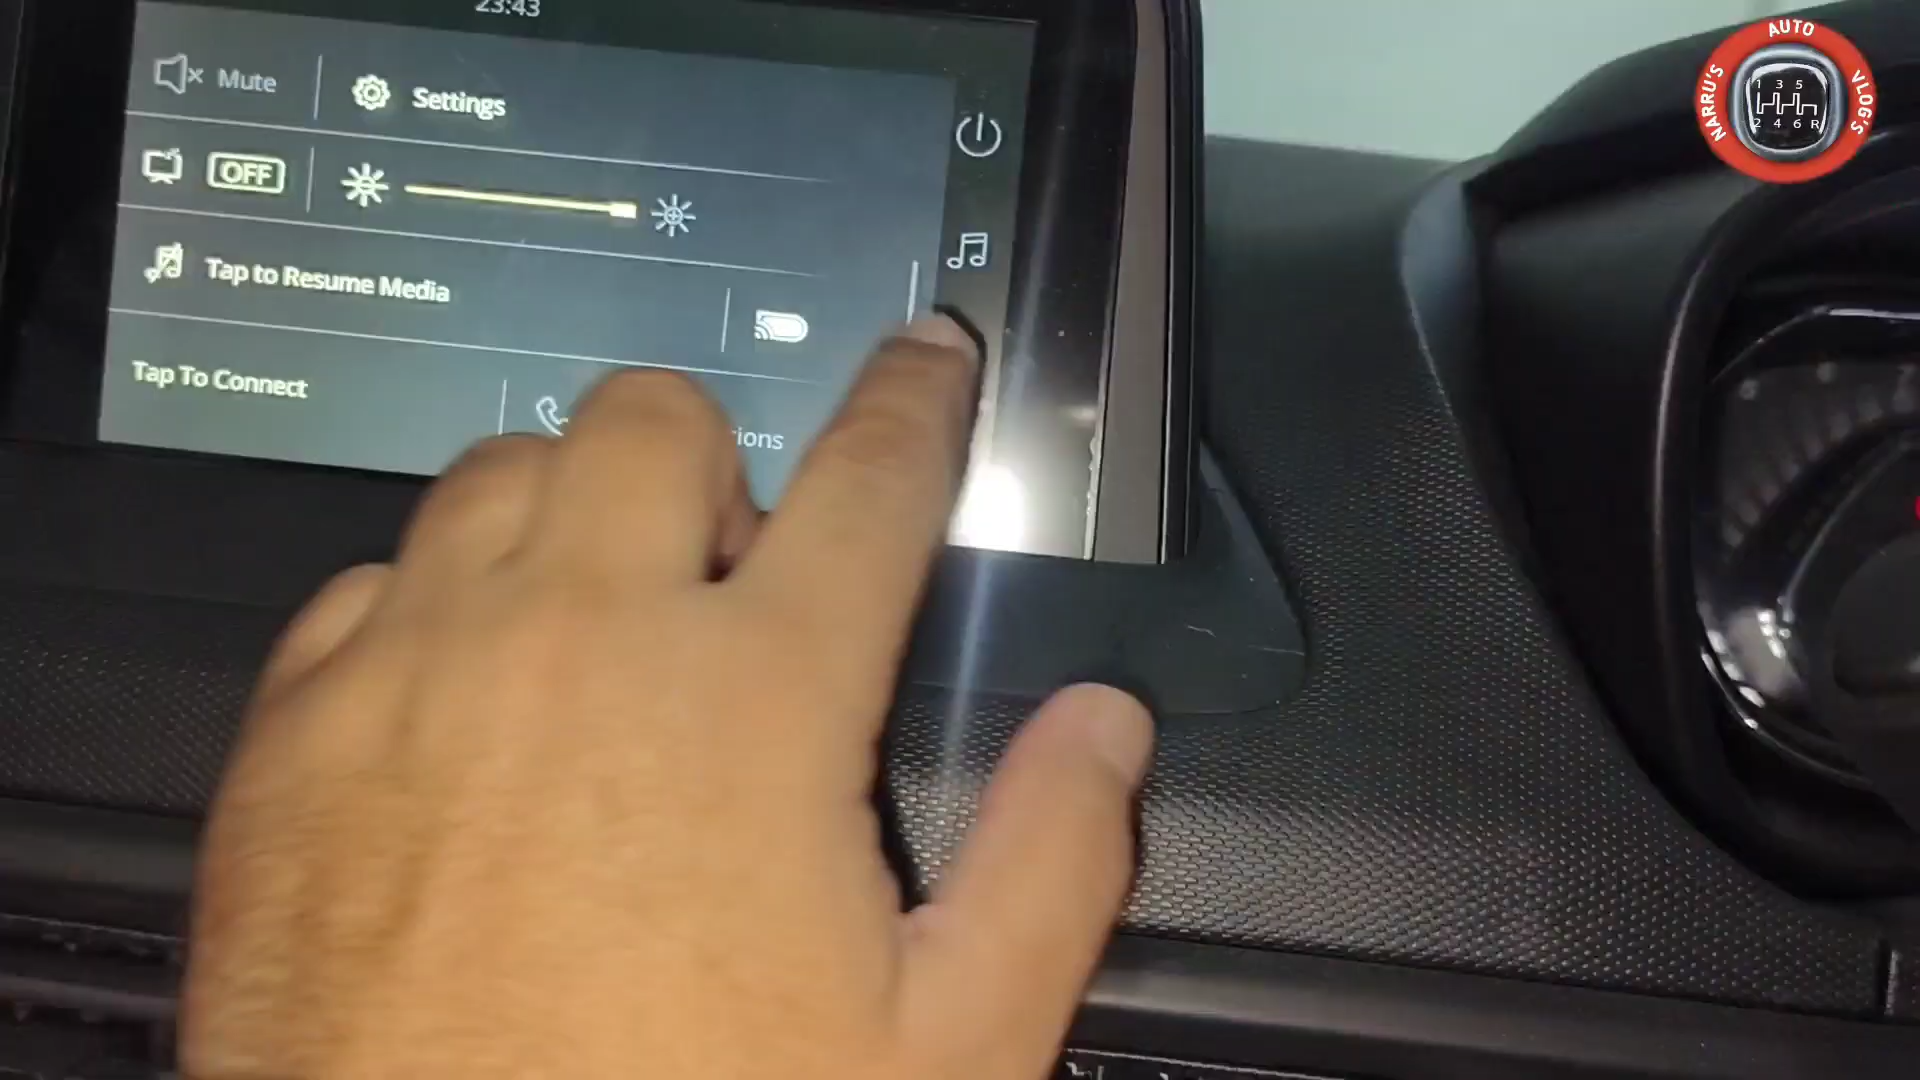 23:43
Mute
Settings
OFF
Tap to Resume Media
Tap To Connect
NARRU'S AUTO VLOG'S
1 3 5
2 4 6 R